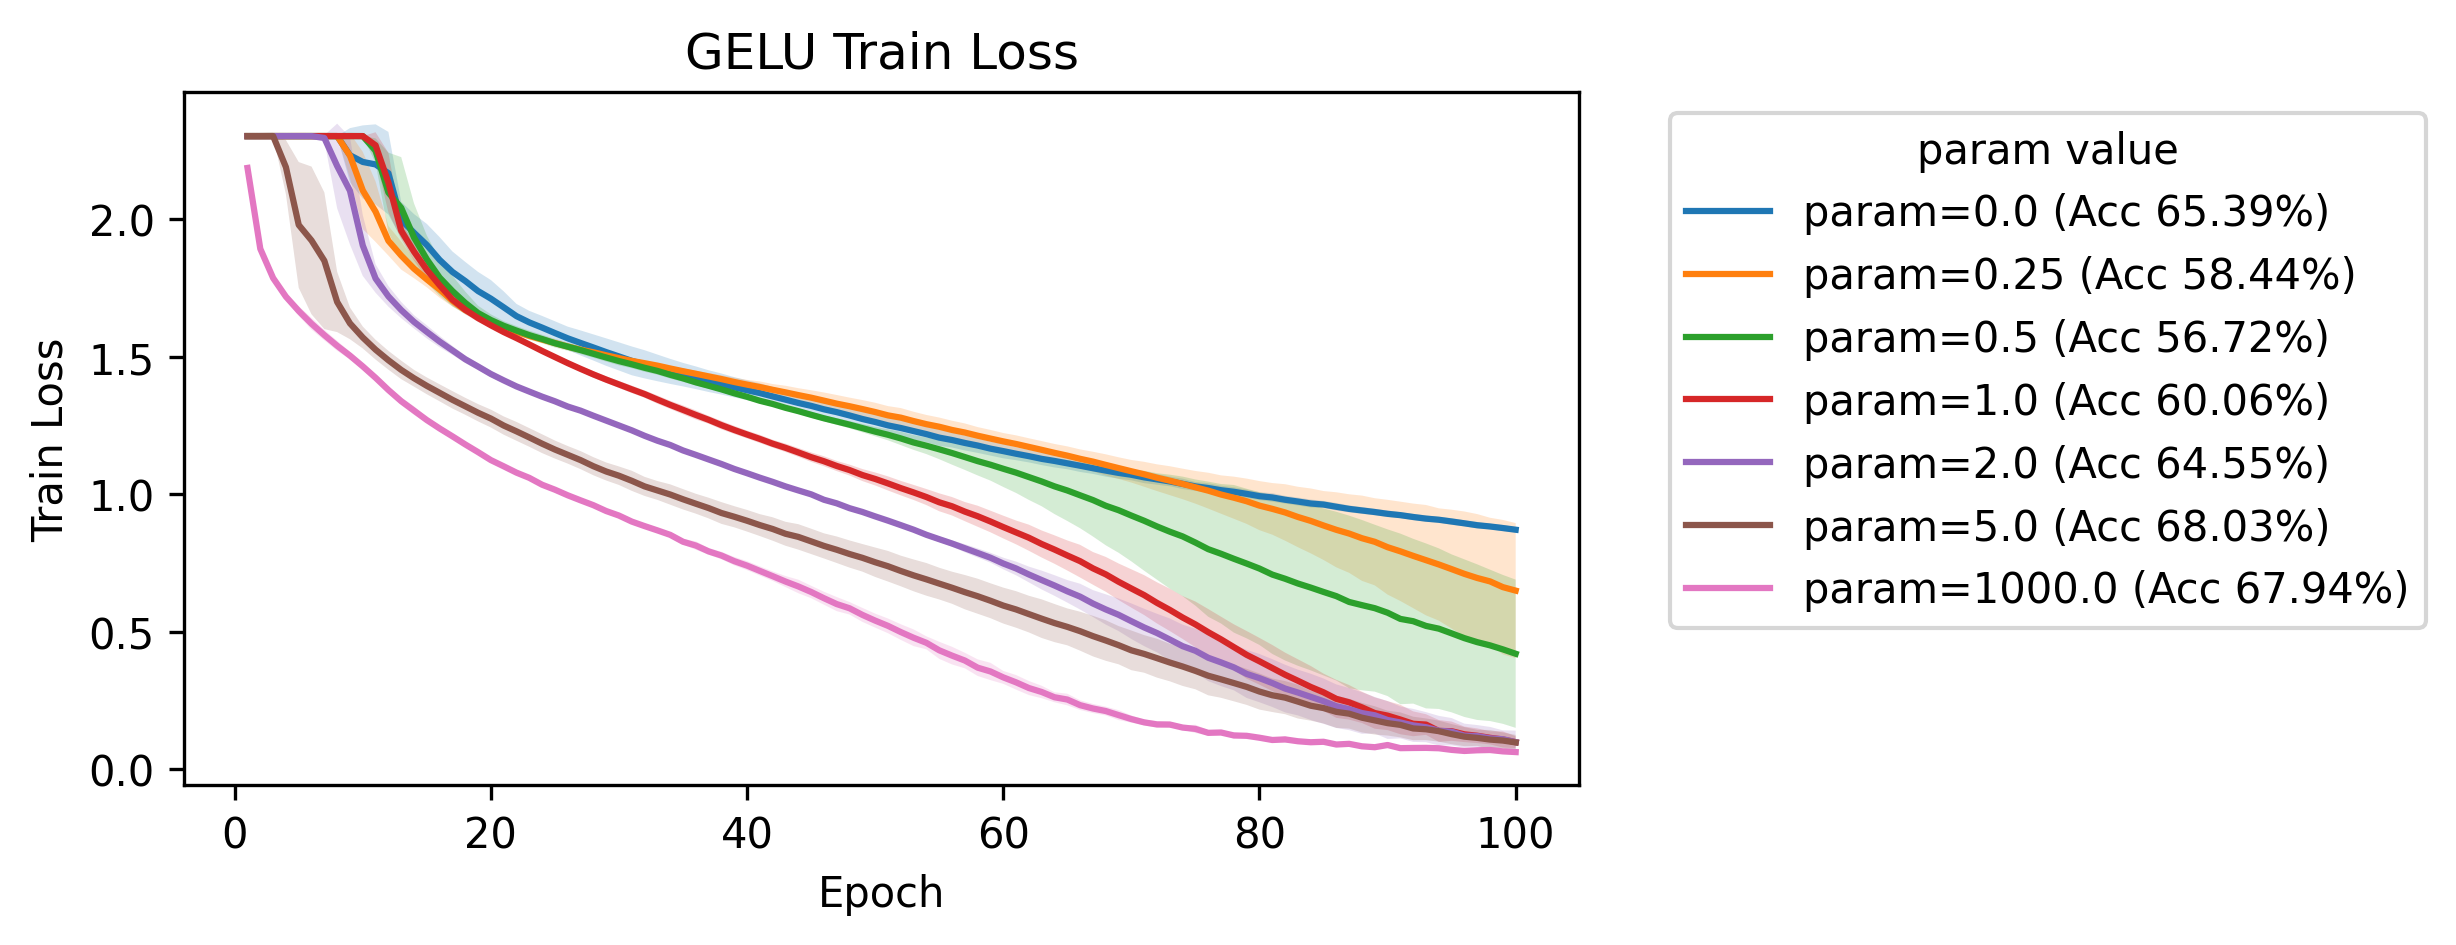 GELU Train Loss
Train Loss
2.0
1.5
1.0
0.5
0.0
0
20
40
60
80
100
Epoch
param value
param=0.0 (Acc 65.39%)
param=0.25 (Acc 58.44%)
param=0.5 (Acc 56.72%)
param=1.0 (Acc 60.06%)
param=2.0 (Acc 64.55%)
param=5.0 (Acc 68.03%)
param=1000.0 (Acc 67.94%)